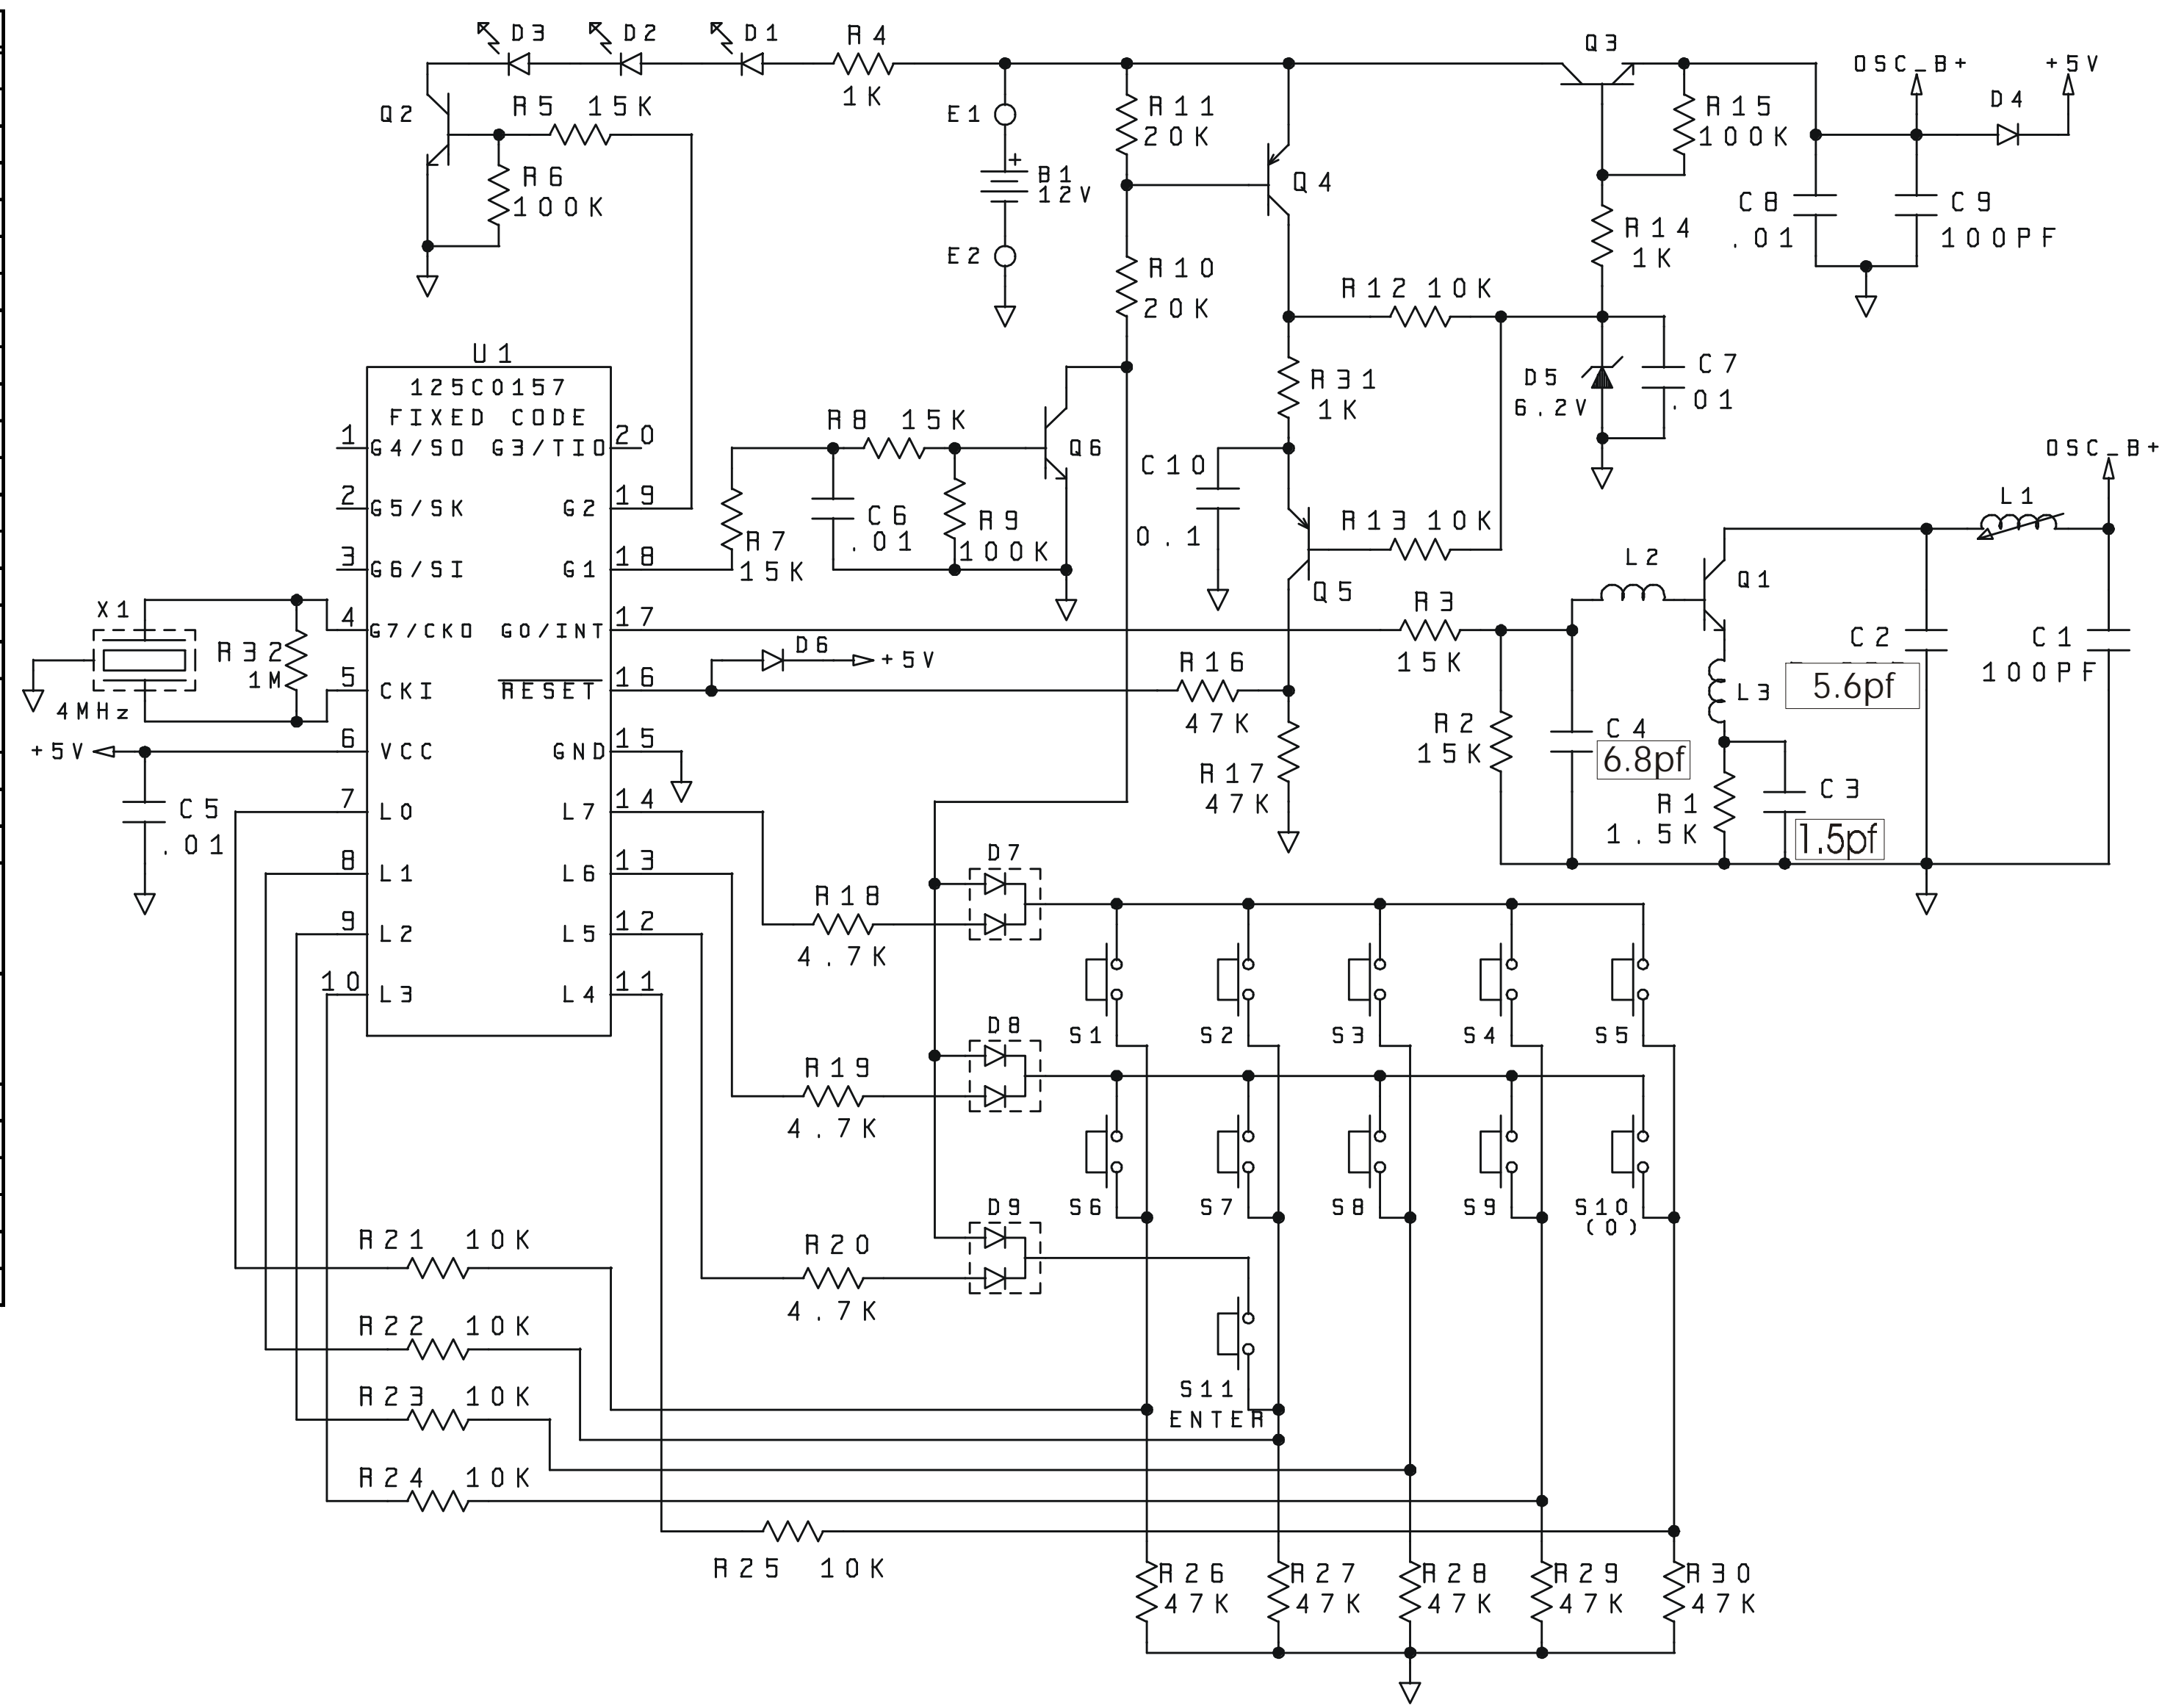 D3
D2
D1
R4
1K
Q3
OSC_B+
+5V
D4
Q2
R5 15K
R6
100K
E1
+
B1
12V
E2
R11
20K
Q4
R15
100K
C8
.01
C9
100PF
R10
20K
R14
1K
R12 10K
R31
1K
D5
6.2V
C7
.01
U1
125C0157
FIXED CODE
1
G4/SO
G3/TIO
20
2
G5/SK
G2
19
3
G6/SI
G1
18
4
G7/CKO
G0/INT
17
5
CKI
RESET
16
6
VCC
GND
15
7
L0
L7
14
8
L1
L6
13
9
L2
L5
12
10
L3
L4
11
R8 15K
Q6
C6
.01
R9
100K
R7
15K
C10
0.1
R13 10K
Q5
OSC_B+
L1
L2
Q1
X1
R32
1M
4MHz
+5V
C5
.01
D6
+5V
R16
47K
R17
47K
R3
15K
R2
15K
C4
6.8pf
L3
R1
1.5K
C3
1.5pf
C2
5.6pf
C1
100PF
D7
R18
4.7K
S1
S2
S3
S4
S5
D8
R19
4.7K
S6
S7
S8
S9
S10
(0)
D9
R20
4.7K
S11
ENTER
R21 10K
R22 10K
R23 10K
R24 10K
R25 10K
R26
47K
R27
47K
R28
47K
R29
47K
R30
47K